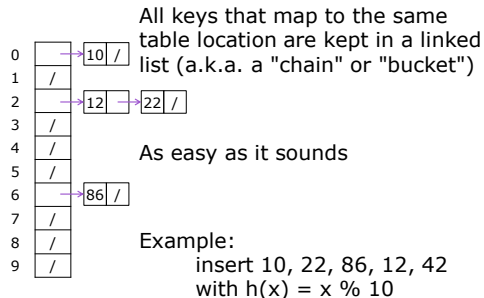 All keys that map to the same
table location are kept in a linked
list (a.k.a. a "chain" or "bucket")
0 10 /
1 /
2 12 22 /
3 /
4 /
5 /
6 86 /
7 /
8 /
9 /
As easy as it sounds
Example:
insert 10, 22, 86, 12, 42
with h(x) = x % 10